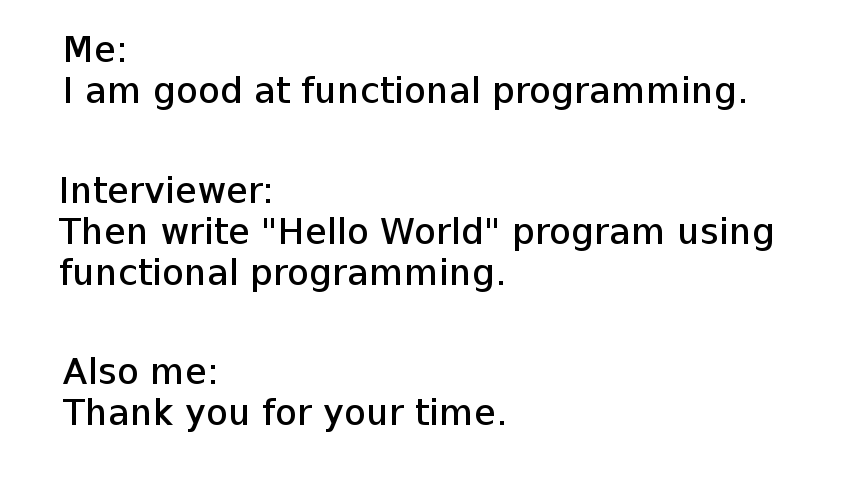 Me:
I am good at functional programming.
Interviewer:
Then write "Hello World" program using
functional programming.
Also me:
Thank you for your time.